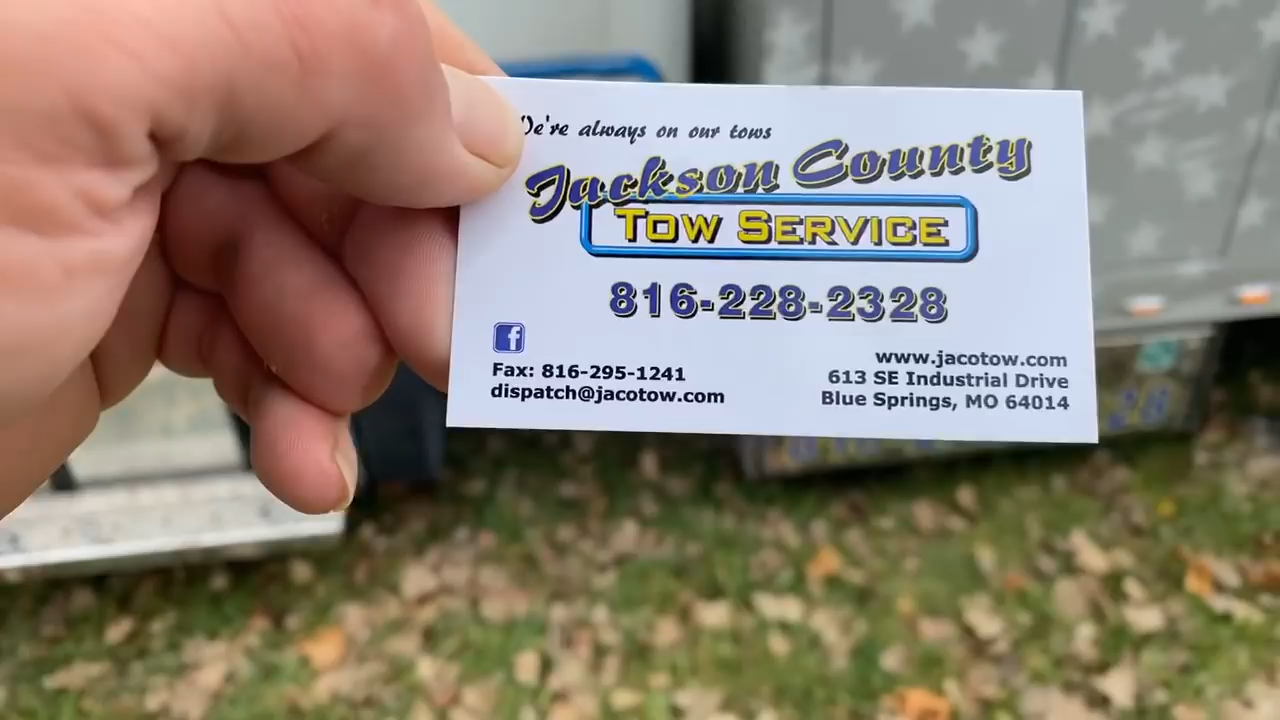 We're always on our tows
Jackson County
TOW SERVICE
816-228-2328
f
Fax: 816-295-1241
dispatch@jacotow.com
www.jacotow.com
613 SE Industrial Drive
Blue Springs, MO 64014
28